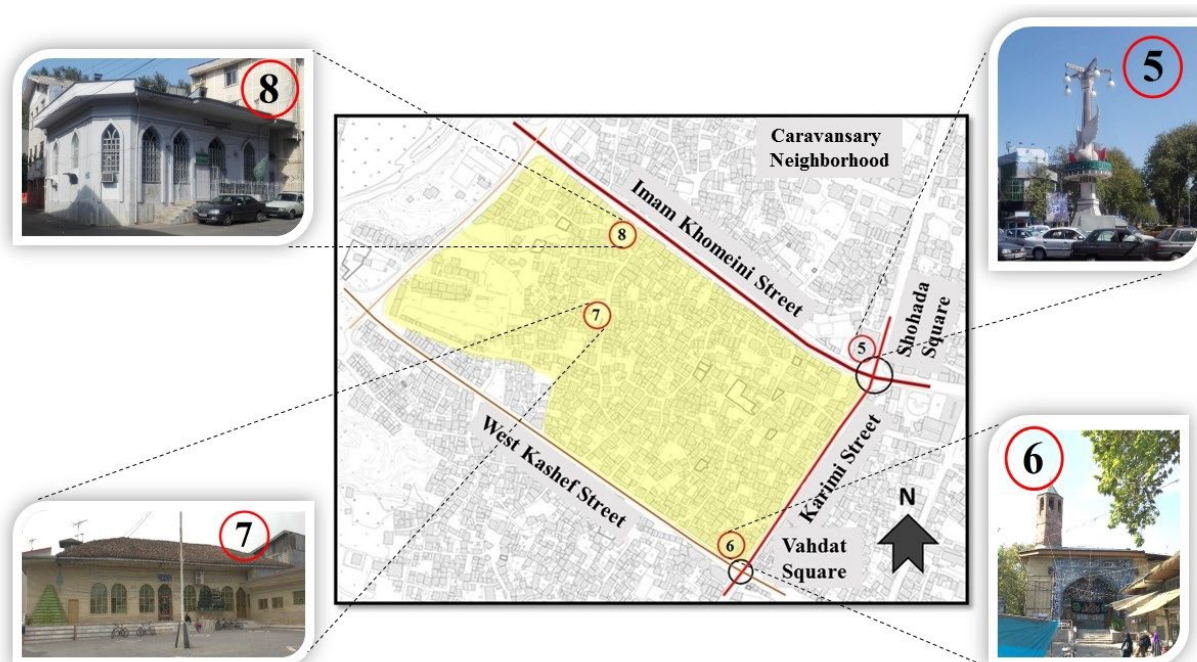 8
5
Caravansary
Neighborhood
Imam Khomeini Street
8
7
5
Shohada
Square
West Kashef Street
Karimi Street
6
N
6
Vahdat
Square
7